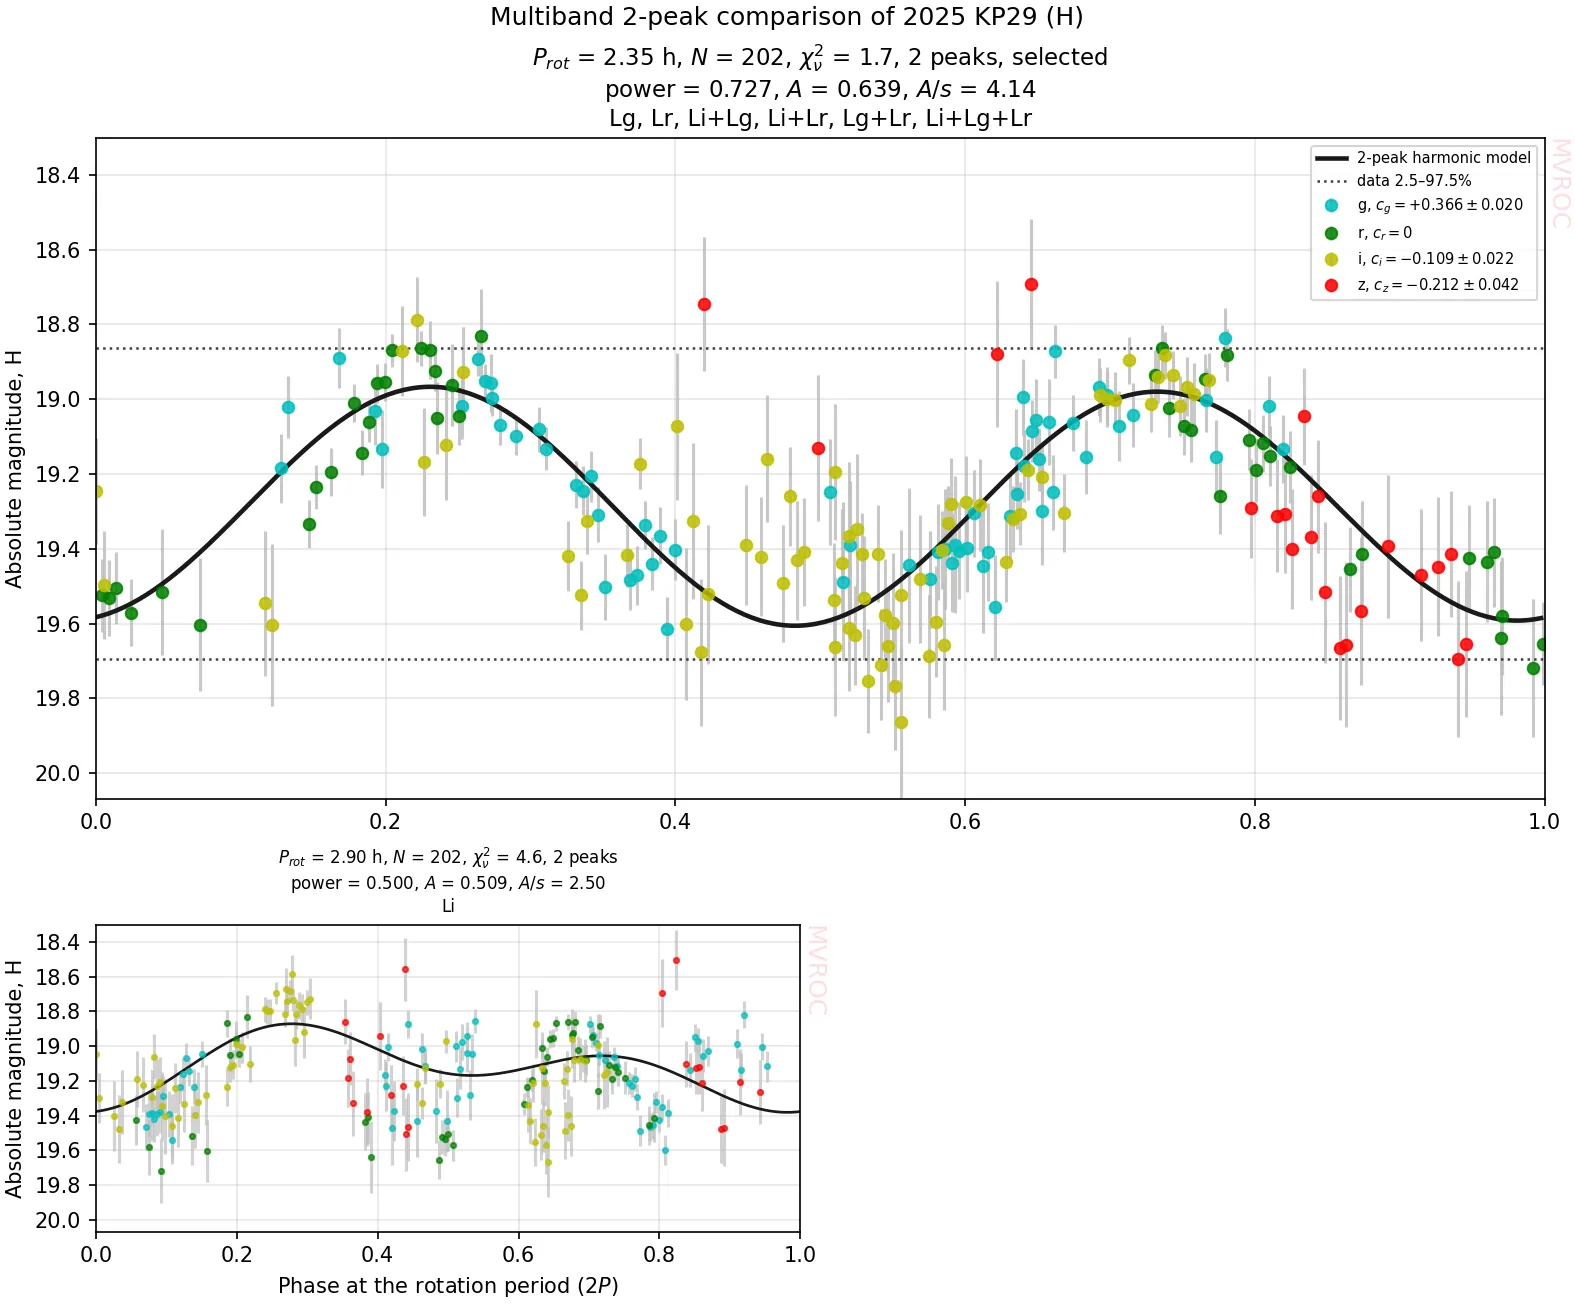 Multiband 2-peak comparison of 2025 KP29 (H)
P_rot = 2.35 h, N = 202, χ²_ν = 1.7, 2 peaks, selected
power = 0.727, A = 0.639, A/s = 4.14
Lg, Lr, Li+Lg, Li+Lr, Lg+Lr, Li+Lg+Lr
2-peak harmonic model
data 2.5–97.5%
g, c_g = +0.366 ± 0.020
r, c_r = 0
i, c_i = −0.109 ± 0.022
z, c_z = −0.212 ± 0.042
MVROC
Absolute magnitude, H
18.4
18.6
18.8
19.0
19.2
19.4
19.6
19.8
20.0
0.0 0.2 0.4 0.6 0.8 1.0
P_rot = 2.90 h, N = 202, χ²_ν = 4.6, 2 peaks
power = 0.500, A = 0.509, A/s = 2.50
Li
MVROC
Absolute magnitude, H
18.4
18.6
18.8
19.0
19.2
19.4
19.6
19.8
20.0
0.0 0.2 0.4 0.6 0.8 1.0
Phase at the rotation period (2P)